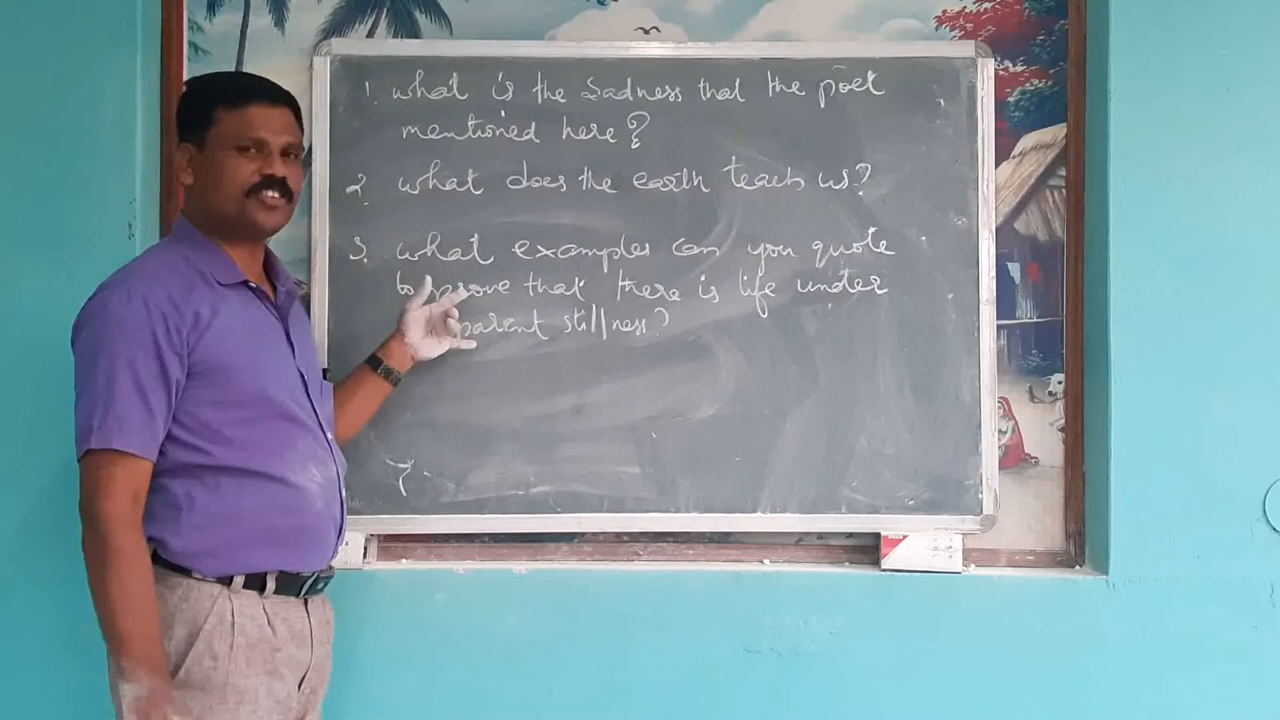 1. what is the sadness that the poet
mentioned here?
2. what does the earth teach us?
3. what examples can you quote
to prove that there is life under
parent stillness?